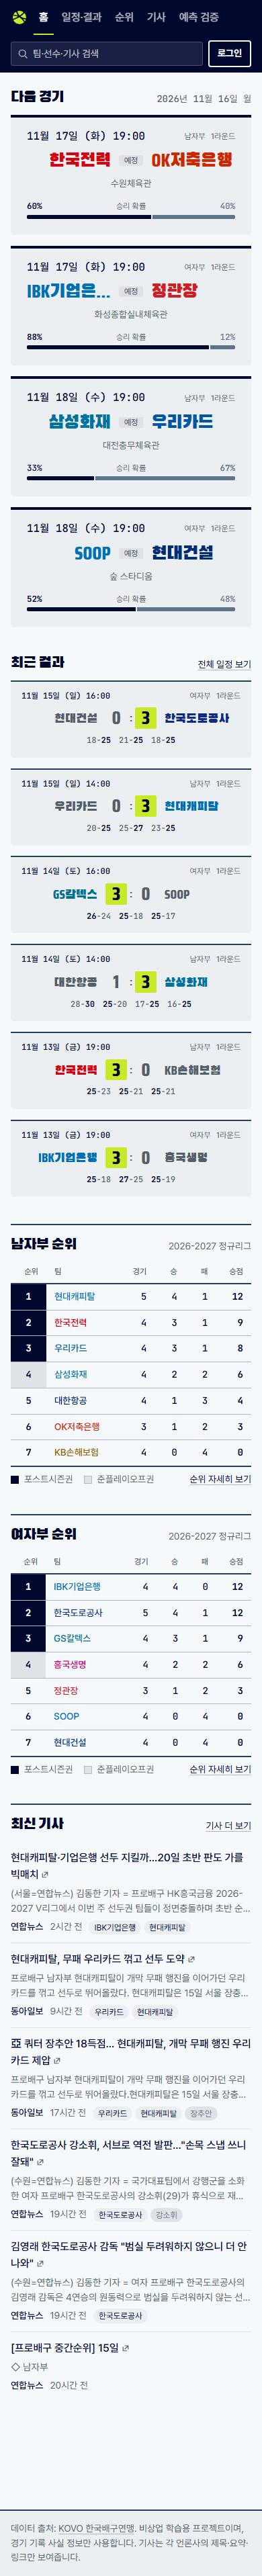 홈 일정·결과 순위 기사 예측 검증
팀·선수·기사 검색 로그인
다음 경기 2026년 11월 16일 월
11월 17일 (화) 19:00 남자부 1라운드
한국전력 예정 OK저축은행
수원체육관
60% 승리 확률 40%
11월 17일 (화) 19:00 여자부 1라운드
IBK기업은... 예정 정관장
화성종합실내체육관
88% 승리 확률 12%
11월 18일 (수) 19:00 남자부 1라운드
삼성화재 예정 우리카드
대전충무체육관
33% 승리 확률 67%
11월 18일 (수) 19:00 여자부 1라운드
SOOP 예정 현대건설
숲 스타디움
52% 승리 확률 48%
최근 결과 전체 일정 보기
11월 15일 (일) 16:00 여자부 1라운드
현대건설 0 : 3 한국도로공사
18-25 21-25 18-25
11월 15일 (일) 14:00 남자부 1라운드
우리카드 0 : 3 현대캐피탈
20-25 25-27 23-25
11월 14일 (토) 16:00 여자부 1라운드
GS칼텍스 3 : 0 SOOP
26-24 25-18 25-17
11월 14일 (토) 14:00 남자부 1라운드
대한항공 1 : 3 삼성화재
28-30 25-20 17-25 16-25
11월 13일 (금) 19:00 남자부 1라운드
한국전력 3 : 0 KB손해보험
25-23 25-21 25-21
11월 13일 (금) 19:00 여자부 1라운드
IBK기업은행 3 : 0 흥국생명
25-18 27-25 25-19
남자부 순위 2026-2027 정규리그
순위 팀 경기 승 패 승점
1 현대캐피탈 5 4 1 12
2 한국전력 4 3 1 9
3 우리카드 4 3 1 8
4 삼성화재 4 2 2 6
5 대한항공 4 1 3 4
6 OK저축은행 3 1 2 3
7 KB손해보험 4 0 4 0
포스트시즌권 준플레이오프권 순위 자세히 보기
여자부 순위 2026-2027 정규리그
순위 팀 경기 승 패 승점
1 IBK기업은행 4 4 0 12
2 한국도로공사 5 4 1 12
3 GS칼텍스 4 3 1 9
4 흥국생명 4 2 2 6
5 정관장 3 1 2 3
6 SOOP 4 0 4 0
7 현대건설 4 0 4 0
포스트시즌권 준플레이오프권 순위 자세히 보기
최신 기사 기사 더 보기
현대캐피탈·기업은행 선두 지킬까…20일 초반 판도 가를
빅매치
(서울=연합뉴스) 김동한 기자 = 프로배구 HK흥국금융 2026-
2027 V리그에서 이번 주 선두권 팀들이 정면충돌하며 초반 순...
연합뉴스 2시간 전 IBK기업은행 현대캐피탈
현대캐피탈, 무패 우리카드 꺾고 선두 도약
프로배구 남자부 현대캐피탈이 개막 무패 행진을 이어가던 우리
카드를 꺾고 선두로 뛰어올랐다. 현대캐피탈은 15일 서울 장충...
동아일보 9시간 전 우리카드 현대캐피탈
亞 쿼터 장추안 18득점… 현대캐피탈, 개막 무패 행진 우리
카드 제압
프로배구 남자부 현대캐피탈이 개막 무패 행진을 이어가던 우리
카드를 꺾고 선두로 뛰어올랐다.현대캐피탈은 15일 서울 장충...
동아일보 17시간 전 우리카드 현대캐피탈 장추안
한국도로공사 강소휘, 서브로 역전 발판…"손목 스냅 쓰니
잘돼"
(수원=연합뉴스) 김동한 기자 = 국가대표팀에서 강행군을 소화
한 여자 프로배구 한국도로공사의 강소휘(29)가 휴식으로 재...
연합뉴스 19시간 전 한국도로공사 강소휘
김영래 한국도로공사 감독 "범실 두려워하지 않으니 더 안
나와"
(수원=연합뉴스) 김동한 기자 = 여자 프로배구 한국도로공사의
김영래 감독은 4연승의 원동력으로 범실을 두려워하지 않는 선...
연합뉴스 19시간 전 한국도로공사
[프로배구 중간순위] 15일
◇ 남자부
연합뉴스 20시간 전
데이터 출처: KOVO 한국배구연맹. 비상업 학습용 프로젝트이며,
경기 기록 사실 정보만 사용합니다. 기사는 각 언론사의 제목·요약·
링크만 보여줍니다.